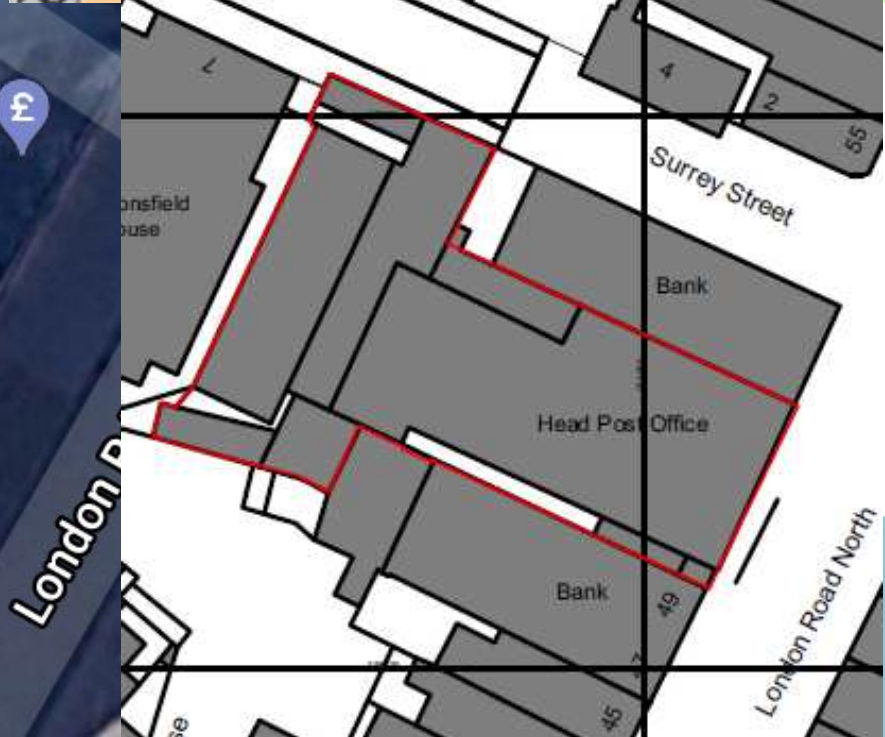 £
London R
7
onsfield
ouse
4
2
55
Surrey Street
Bank
Head Post Office
Bank
49
45
London Road North
se